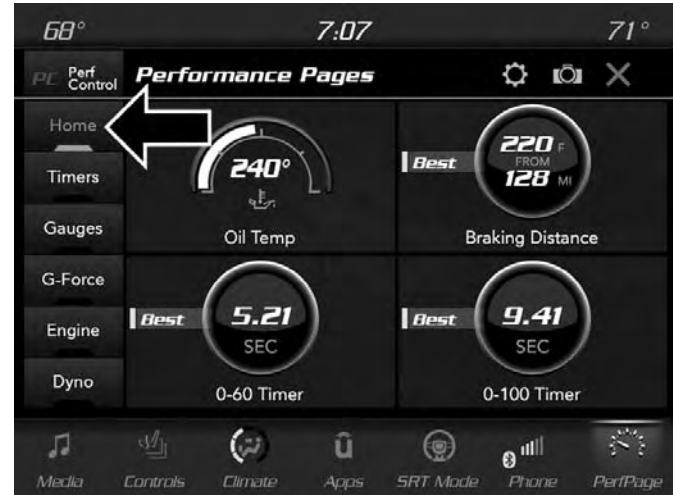 68° 7:07 71°
PC Perf Control Performance Pages
Home
Timers
Gauges
G-Force
Engine
Dyno
240°
Oil Temp
Best
220 F
FROM
128 MI
Braking Distance
Best
5.21
SEC
0-60 Timer
Best
9.41
SEC
0-100 Timer
Media Controls Climate Apps SRT Mode Phone PerfPage